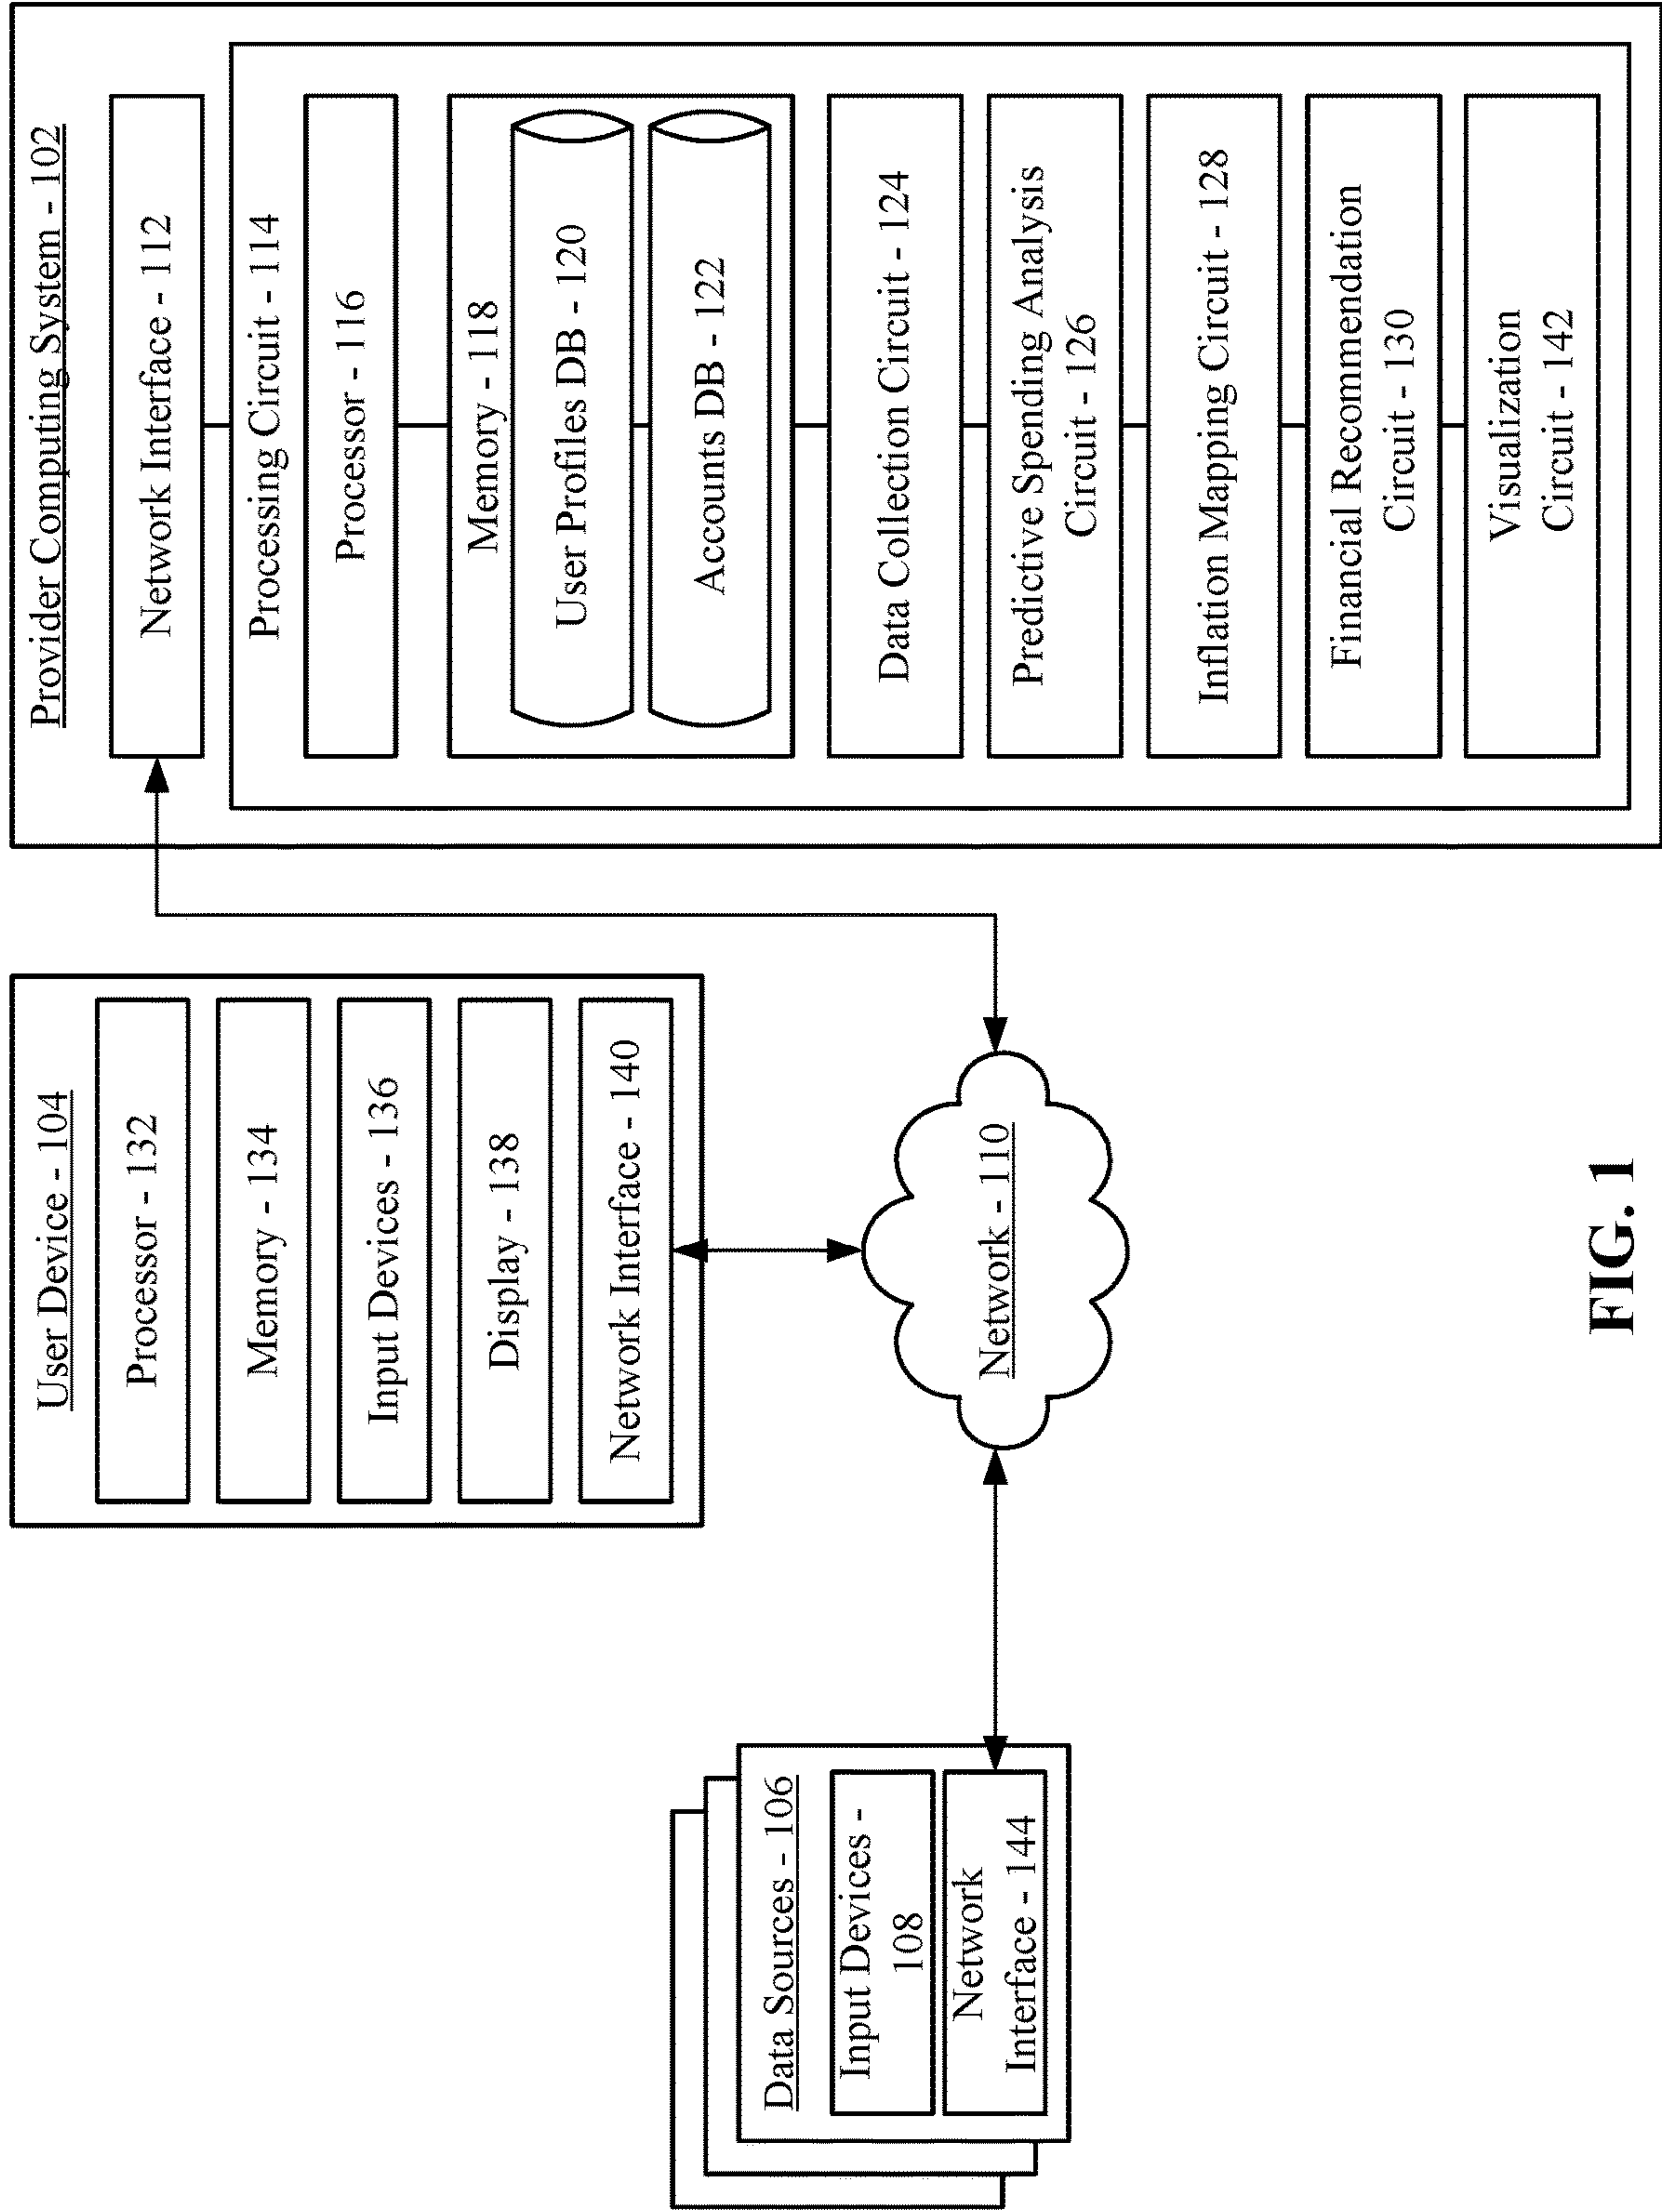 Data Sources - 106
Input Devices -
108
Network
Interface - 144
User Device - 104
Processor - 132
Memory - 134
Input Devices - 136
Display - 138
Network Interface - 140
Network - 110
Provider Computing System - 102
Network Interface - 112
Processing Circuit - 114
Processor - 116
Memory - 118
User Profiles DB - 120
Accounts DB - 122
Data Collection Circuit - 124
Predictive Spending Analysis
Circuit - 126
Inflation Mapping Circuit - 128
Financial Recommendation
Circuit - 130
Visualization
Circuit - 142
FIG. 1